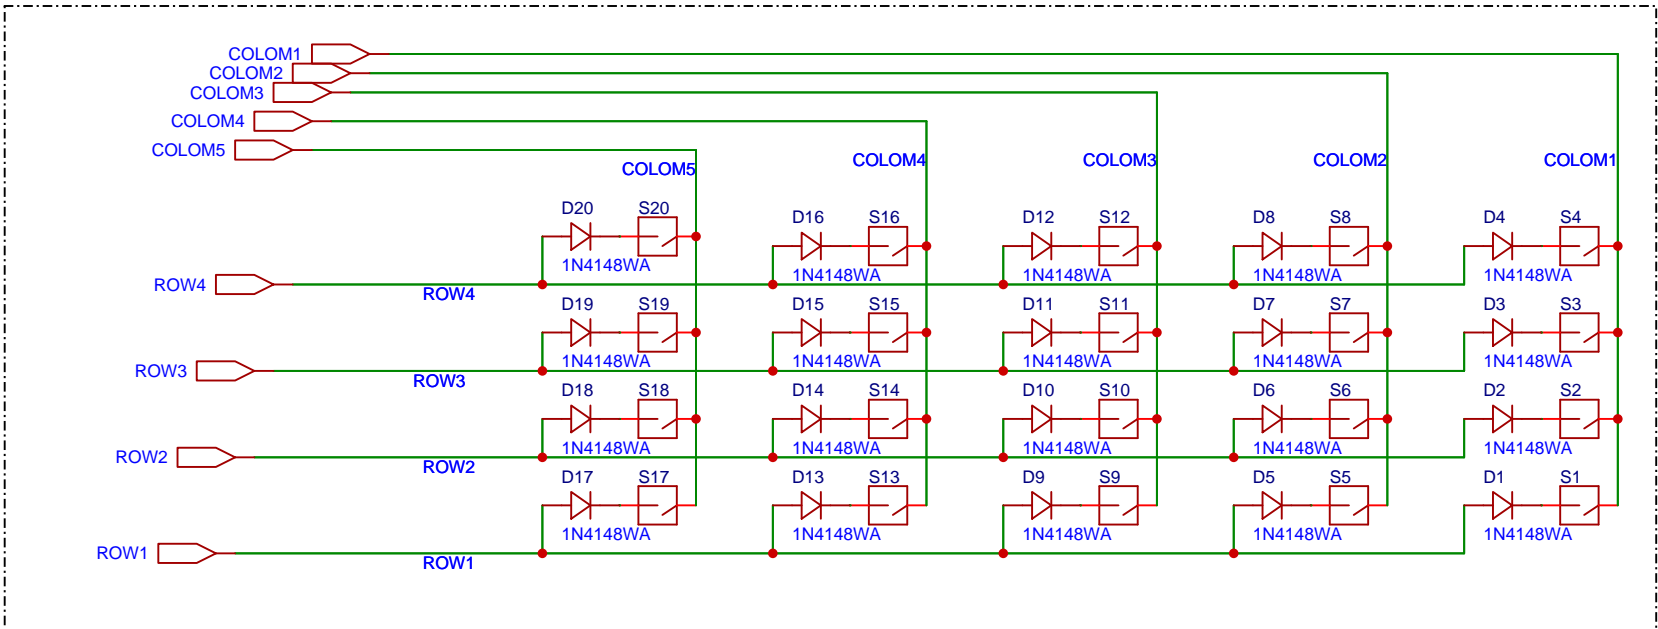 COLOM1
COLOM2
COLOM3
COLOM4
COLOM5
COLOM5 COLOM4 COLOM3 COLOM2 COLOM1
D20 S20 D16 S16 D12 S12 D8 S8 D4 S4
1N4148WA 1N4148WA 1N4148WA 1N4148WA 1N4148WA
ROW4 ROW4
D19 S19 D15 S15 D11 S11 D7 S7 D3 S3
1N4148WA 1N4148WA 1N4148WA 1N4148WA 1N4148WA
ROW3 ROW3
D18 S18 D14 S14 D10 S10 D6 S6 D2 S2
1N4148WA 1N4148WA 1N4148WA 1N4148WA 1N4148WA
ROW2 ROW2
D17 S17 D13 S13 D9 S9 D5 S5 D1 S1
1N4148WA 1N4148WA 1N4148WA 1N4148WA 1N4148WA
ROW1 ROW1